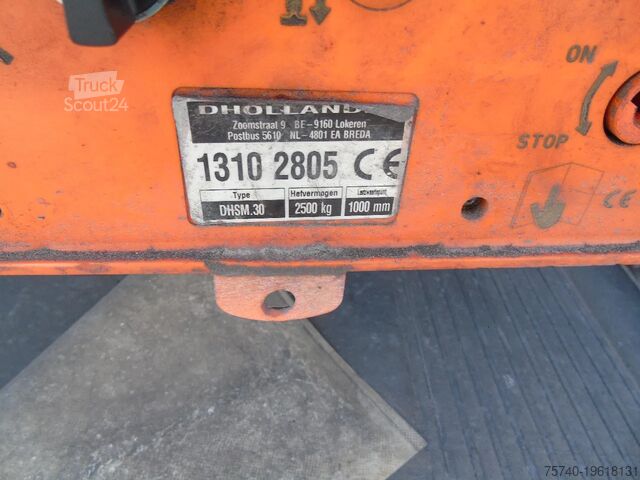 Truck
Scout24
ON
STOP
DHOLLANDIA
Zoomstraat 9 BE-9160 Lokeren
Postbus 5610 NL-4801 EA BREDA
1310 2805 CE
Type Hefvermogen Lastzwaartepunt
DHSM.30 2500 kg 1000 mm
CE
75740-19618131